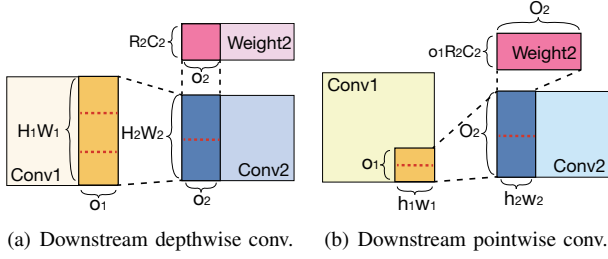 R₂C₂
Weight2
o₂
Conv1
H₁W₁
H₂W₂
Conv2
o₁
o₂
(a) Downstream depthwise conv.
O₂
o₁R₂C₂
Weight2
Conv1
O₂
o₁
Conv2
h₁w₁
h₂w₂
(b) Downstream pointwise conv.